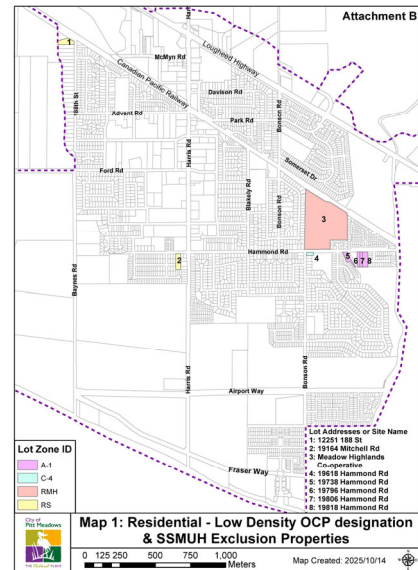 Attachment B
1
McMyn Rd
Lougheed Highway
Canadian Pacific Railway
188th St
Davison Rd
Advent Rd
Park Rd
Bonson Rd
Harris Rd
Somerset Dr
Ford Rd
Blakely Rd
Bonson Rd
3
Hammond Rd
2
4
5
6 7 8
Baynes Rd
Harris Rd
Bonson Rd
Airport Way
Fraser Way
Lot Addresses or Site Name
1: 12251 188 St
2: 19164 Mitchell Rd
3: Meadow Highlands
Co-operative
4: 19618 Hammond Rd
5: 19738 Hammond Rd
6: 19796 Hammond Rd
7: 19806 Hammond Rd
8: 19818 Hammond Rd
Lot Zone ID
A-1
C-4
RMH
RS
City of
Pitt Meadows
THE Natural PLACE
Map 1: Residential - Low Density OCP designation
& SSMUH Exclusion Properties
0 125 250 500 750 1,000
Meters
Map Created: 2025/10/14